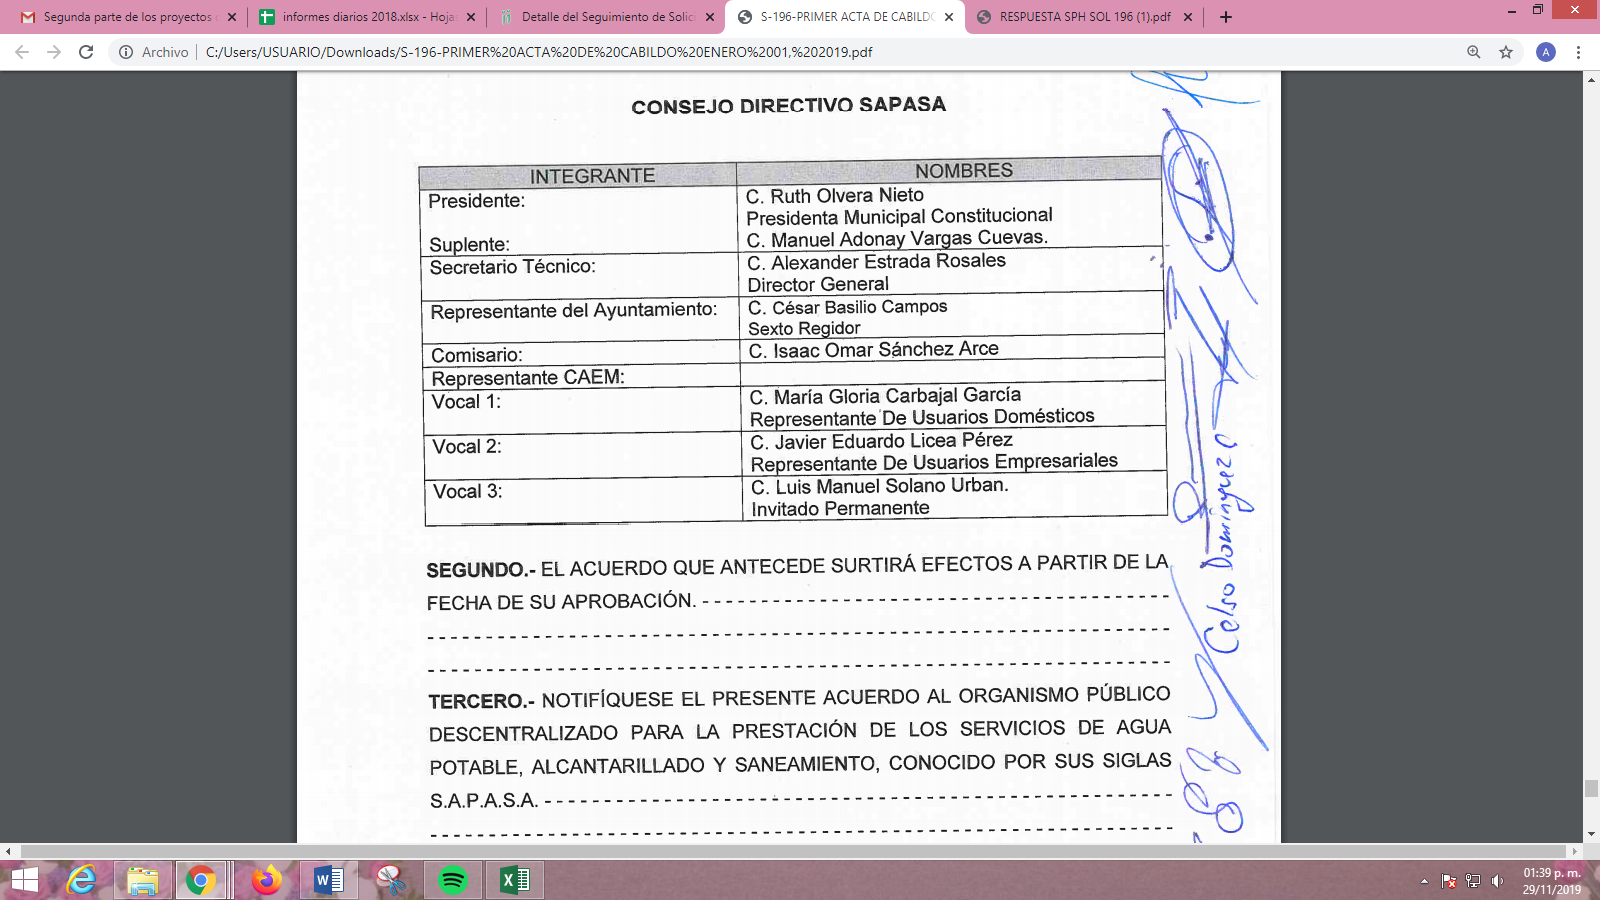 Segunda parte de los proyectos
informes diarios 2018.xlsx - Hoja
Detalle del Seguimiento de Solici
S-196-PRIMER ACTA DE CABILDO
RESPUESTA SPH SOL 196 (1).pdf
Archivo
C:/Users/USUARIO/Downloads/S-196-PRIMER%20ACTA%20DE%20CABILDO%20ENERO%2001,%202019.pdf
A
CONSEJO DIRECTIVO SAPASA
INTEGRANTE NOMBRES
Presidente: C. Ruth Olvera Nieto
Presidenta Municipal Constitucional
Suplente: C. Manuel Adonay Vargas Cuevas.
Secretario Técnico: C. Alexander Estrada Rosales
Director General
Representante del Ayuntamiento: C. César Basilio Campos
Sexto Regidor
Comisario: C. Isaac Omar Sánchez Arce
Representante CAEM:
Vocal 1: C. María Gloria Carbajal García
Representante De Usuarios Domésticos
Vocal 2: C. Javier Eduardo Licea Pérez
Representante De Usuarios Empresariales
Vocal 3: C. Luis Manuel Solano Urban.
Invitado Permanente
SEGUNDO.- EL ACUERDO QUE ANTECEDE SURTIRÁ EFECTOS A PARTIR DE LA
FECHA DE SU APROBACIÓN.
TERCERO.- NOTIFÍQUESE EL PRESENTE ACUERDO AL ORGANISMO PÚBLICO
DESCENTRALIZADO PARA LA PRESTACIÓN DE LOS SERVICIOS DE AGUA
POTABLE, ALCANTARILLADO Y SANEAMIENTO, CONOCIDO POR SUS SIGLAS
S.A.P.A.S.A.
Celso Dominguez
01:39 p. m.
29/11/2019